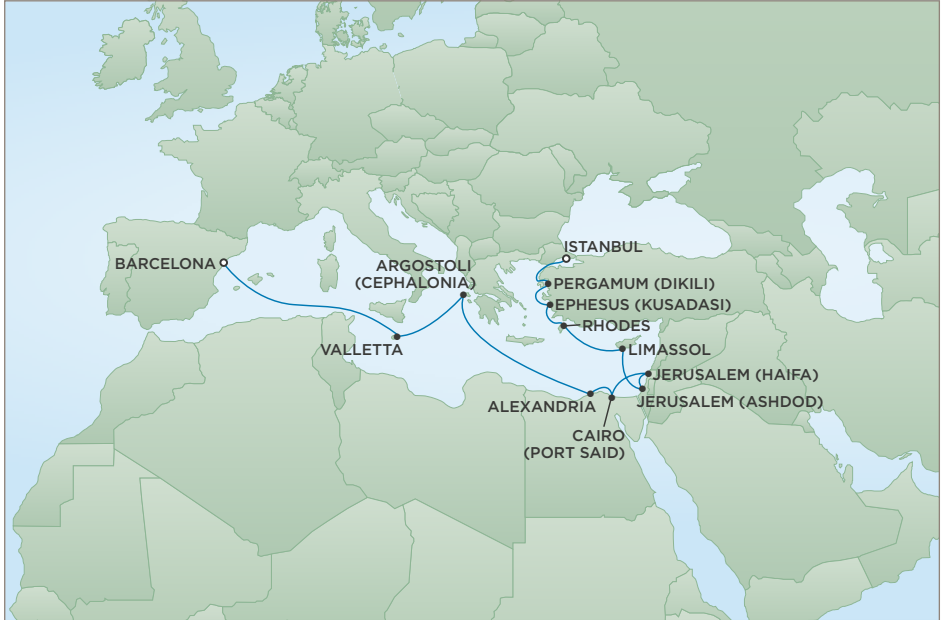 ISTANBUL
BARCELONA
ARGOSTOLI
(CEPHALONIA)
PERGAMUM (DIKILI)
EPHESUS (KUSADASI)
RHODES
VALLETTA
LIMASSOL
JERUSALEM (HAIFA)
JERUSALEM (ASHDOD)
ALEXANDRIA
CAIRO
(PORT SAID)